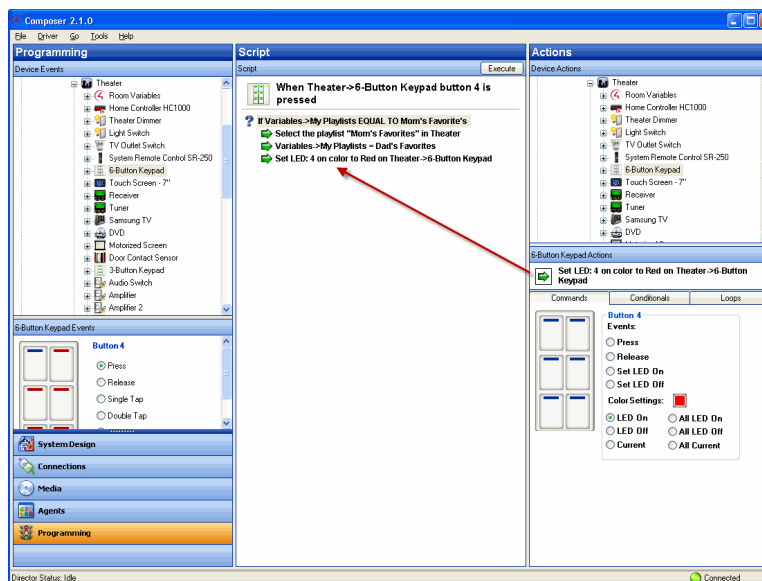 Composer 2.1.0
File Driver Go Tools Help
Programming
Device Events
Theater
Room Variables
Home Controller HC1000
Theater Dimmer
Light Switch
TV Outlet Switch
System Remote Control SR-250
6-Button Keypad
Touch Screen - 7"
Receiver
Tuner
Samsung TV
DVD
Motorized Screen
Door Contact Sensor
3-Button Keypad
Audio Switch
Amplifier
Amplifier 2
6-Button Keypad Events
Button 4
Press
Release
Single Tap
Double Tap
System Design
Connections
Media
Agents
Programming
Director Status: Idle
Script
Script Execute
When Theater->6-Button Keypad button 4 is
pressed
If Variables->My Playlists EQUAL TO Mom's Favorite's
Select the playlist "Mom's Favorites" in Theater
Variables->My Playlists = Dad's Favorites
Set LED: 4 on color to Red on Theater->6-Button Keypad
Actions
Device Actions
Theater
Room Variables
Home Controller HC1000
Theater Dimmer
Light Switch
TV Outlet Switch
System Remote Control SR-250
6-Button Keypad
Touch Screen - 7"
Receiver
Tuner
Samsung TV
DVD
6-Button Keypad Actions
Set LED: 4 on color to Red on Theater->6-Button
Keypad
Commands Conditionals Loops
Button 4
Events:
Press
Release
Set LED On
Set LED Off
Color Settings:
LED On All LED On
LED Off All LED Off
Current All Current
Connected